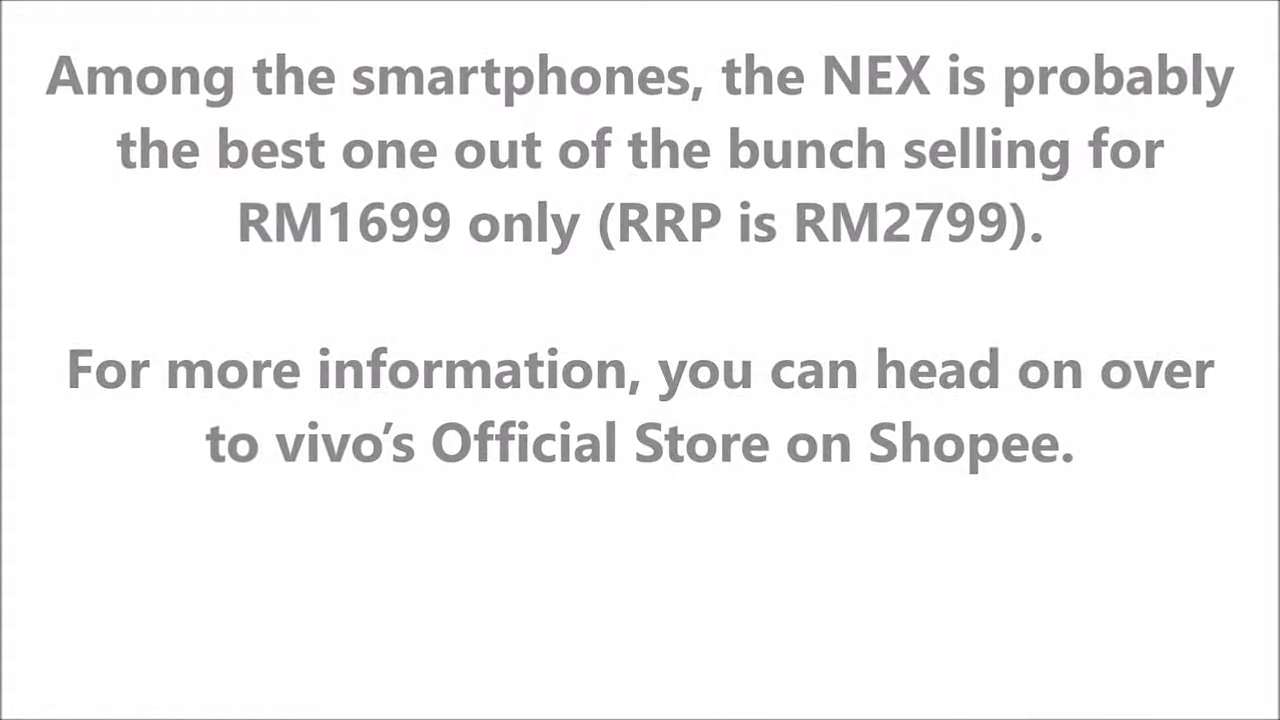 Among the smartphones, the NEX is probably
the best one out of the bunch selling for
RM1699 only (RRP is RM2799).
For more information, you can head on over
to vivo’s Official Store on Shopee.